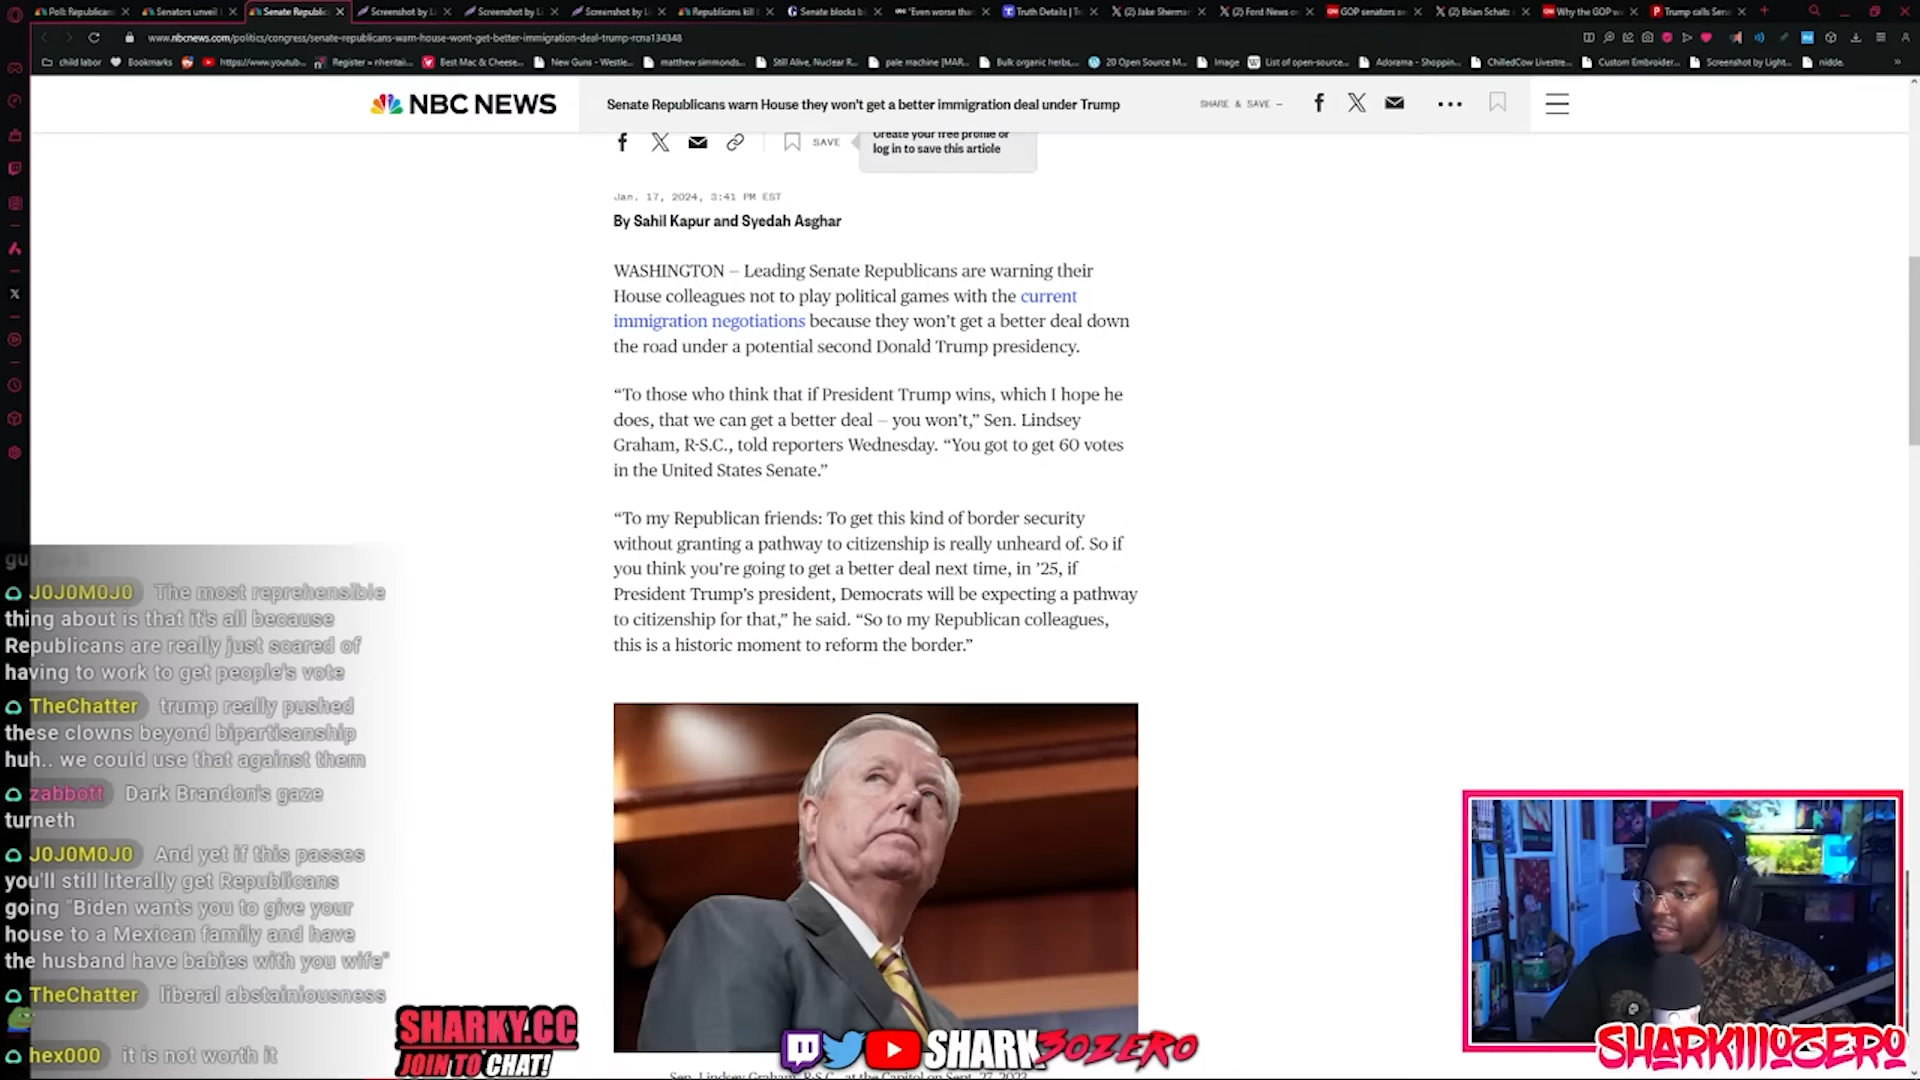 Poll: Republican
Senators unveil
Senate Republic
Screenshot by Li
Screenshot by Li
Screenshot by Li
Republicans kill
Senate blocks bi
"Even worse than
Truth Details | Tr
(2) Jake Sherma
(2) Ford News o
GOP senators se
(2) Brian Schatz
Why the GOP w
Trump calls Sen
www.nbcnews.com/politics/congress/senate-republicans-warn-house-wont-get-better-immigration-deal-trump-rcna134348
child labor
Bookmarks
https://www.youtub...
Register » nhentai...
Best Mac & Cheese...
New Guns - Westle...
matthew simmonds...
Still Alive, Nuclear R...
pale machine [MAR...
Bulk organic herbs,...
20 Open Source M...
Image
List of open-source...
Adorama - Shoppin...
ChilledCow Livestre...
Custom Embroider...
Screenshot by Light...
nidde.
NBC NEWS
Senate Republicans warn House they won't get a better immigration deal under Trump
SHARE & SAVE –
SAVE
Create your free profile or
log in to save this article
Jan. 17, 2024, 3:41 PM EST
By Sahil Kapur and Syedah Asghar
WASHINGTON — Leading Senate Republicans are warning their
House colleagues not to play political games with the current
immigration negotiations because they won't get a better deal down
the road under a potential second Donald Trump presidency.
“To those who think that if President Trump wins, which I hope he
does, that we can get a better deal — you won't,” Sen. Lindsey
Graham, R-S.C., told reporters Wednesday. “You got to get 60 votes
in the United States Senate.”
“To my Republican friends: To get this kind of border security
without granting a pathway to citizenship is really unheard of. So if
you think you're going to get a better deal next time, in ’25, if
President Trump's president, Democrats will be expecting a pathway
to citizenship for that,” he said. “So to my Republican colleagues,
this is a historic moment to reform the border.”
Sen. Lindsey Graham, R-S.C., at the Capitol on Sept. 27, 2023
J0J0M0J0 The most reprehensible
thing about is that it's all because
Republicans are really just scared of
having to work to get people's vote
TheChatter trump really pushed
these clowns beyond bipartisanship
huh.. we could use that against them
zabbott Dark Brandon's gaze
turneth
J0J0M0J0 And yet if this passes
you'll still literally get Republicans
going "Biden wants you to give your
house to a Mexican family and have
the husband have babies with you wife"
TheChatter liberal abstainiousness
hex000 it is not worth it
SHARKY.CC
JOIN TO CHAT!
SHARK3OZERO
SHARKIIIOZERO